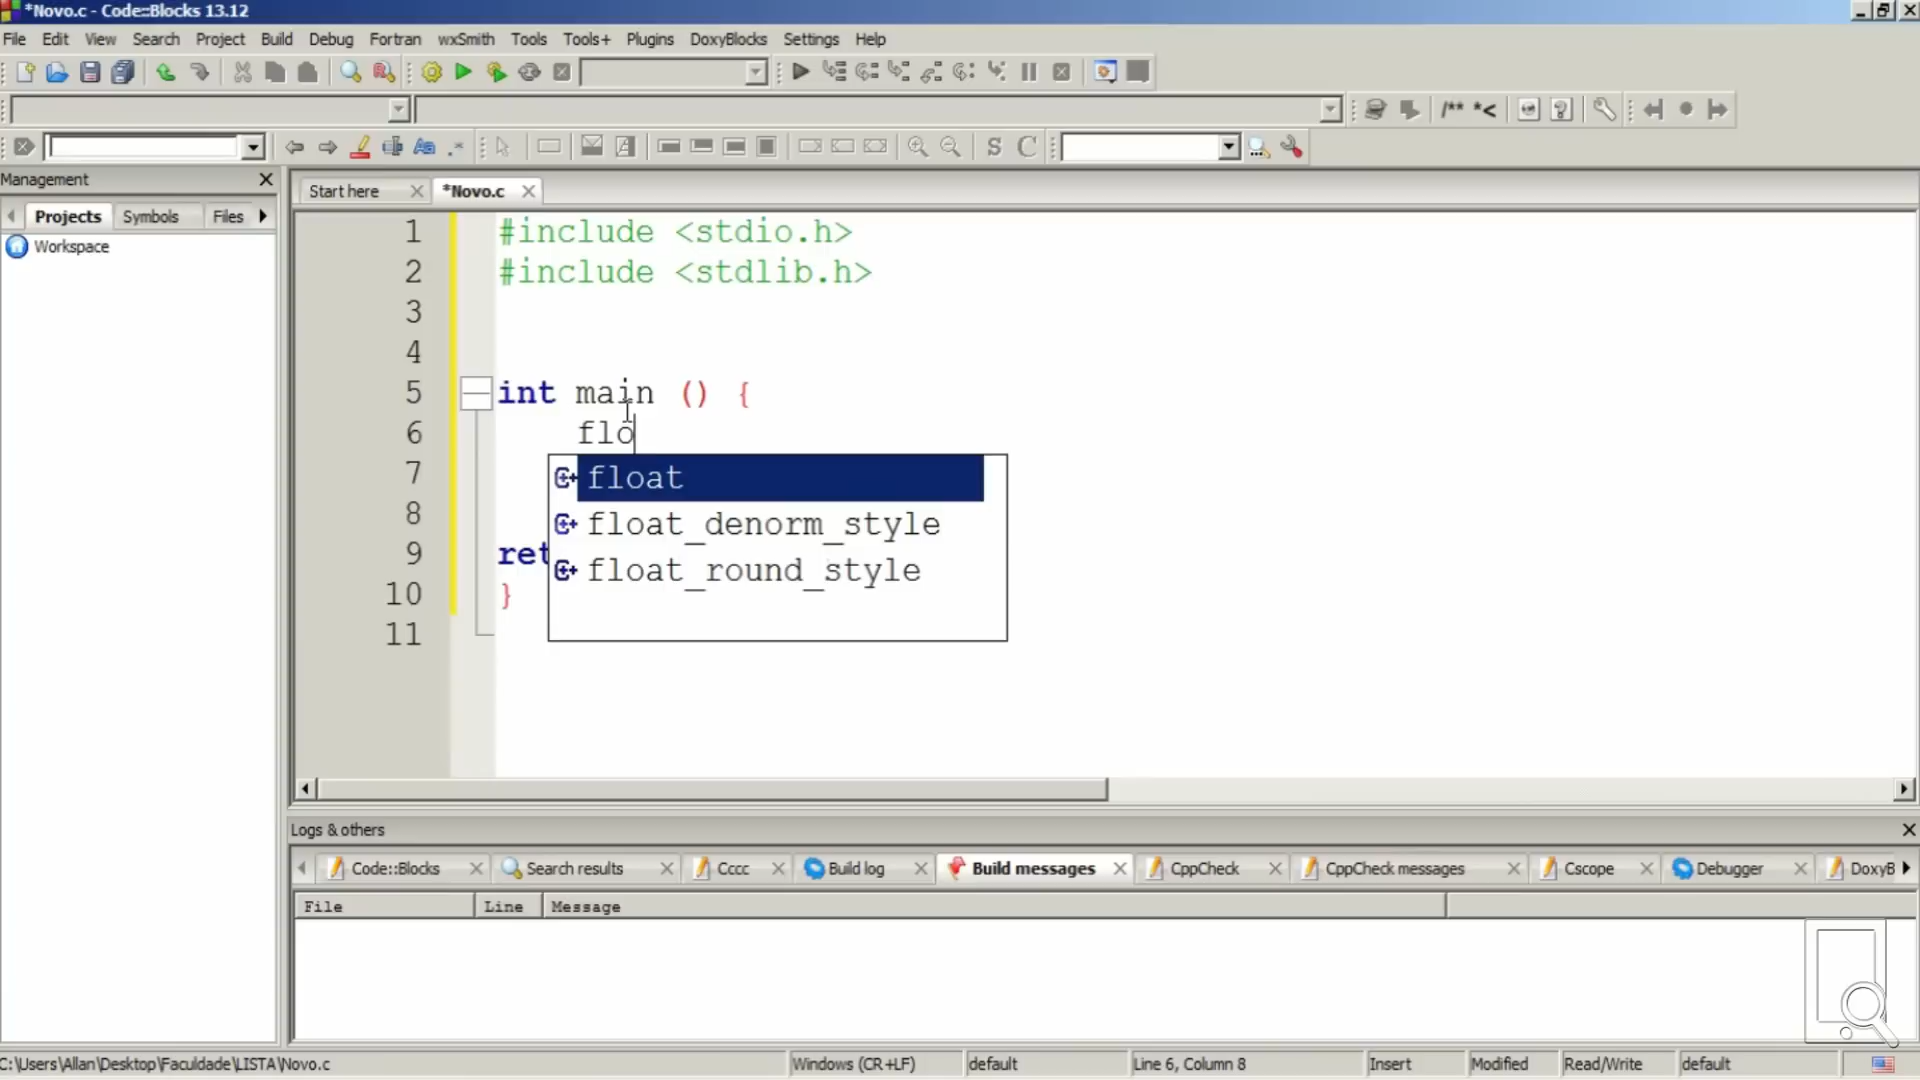 *Novo.c - Code::Blocks 13.12
File Edit View Search Project Build Debug Fortran wxSmith Tools Tools+ Plugins DoxyBlocks Settings Help
/** *<
S C
Management
Start here *Novo.c
Projects Symbols Files
Workspace
1 #include <stdio.h>
2 #include <stdlib.h>
3
4
5 int main () {
6 flo
7 float
8 float_denorm_style
9 ret float_round_style
10 }
11
Logs & others
Code::Blocks Search results Cccc Build log Build messages CppCheck CppCheck messages Cscope Debugger DoxyB
File Line Message
C:\Users\Allan\Desktop\Faculdade\LISTA\Novo.c Windows (CR+LF) default Line 6, Column 8 Insert Modified Read/Write default